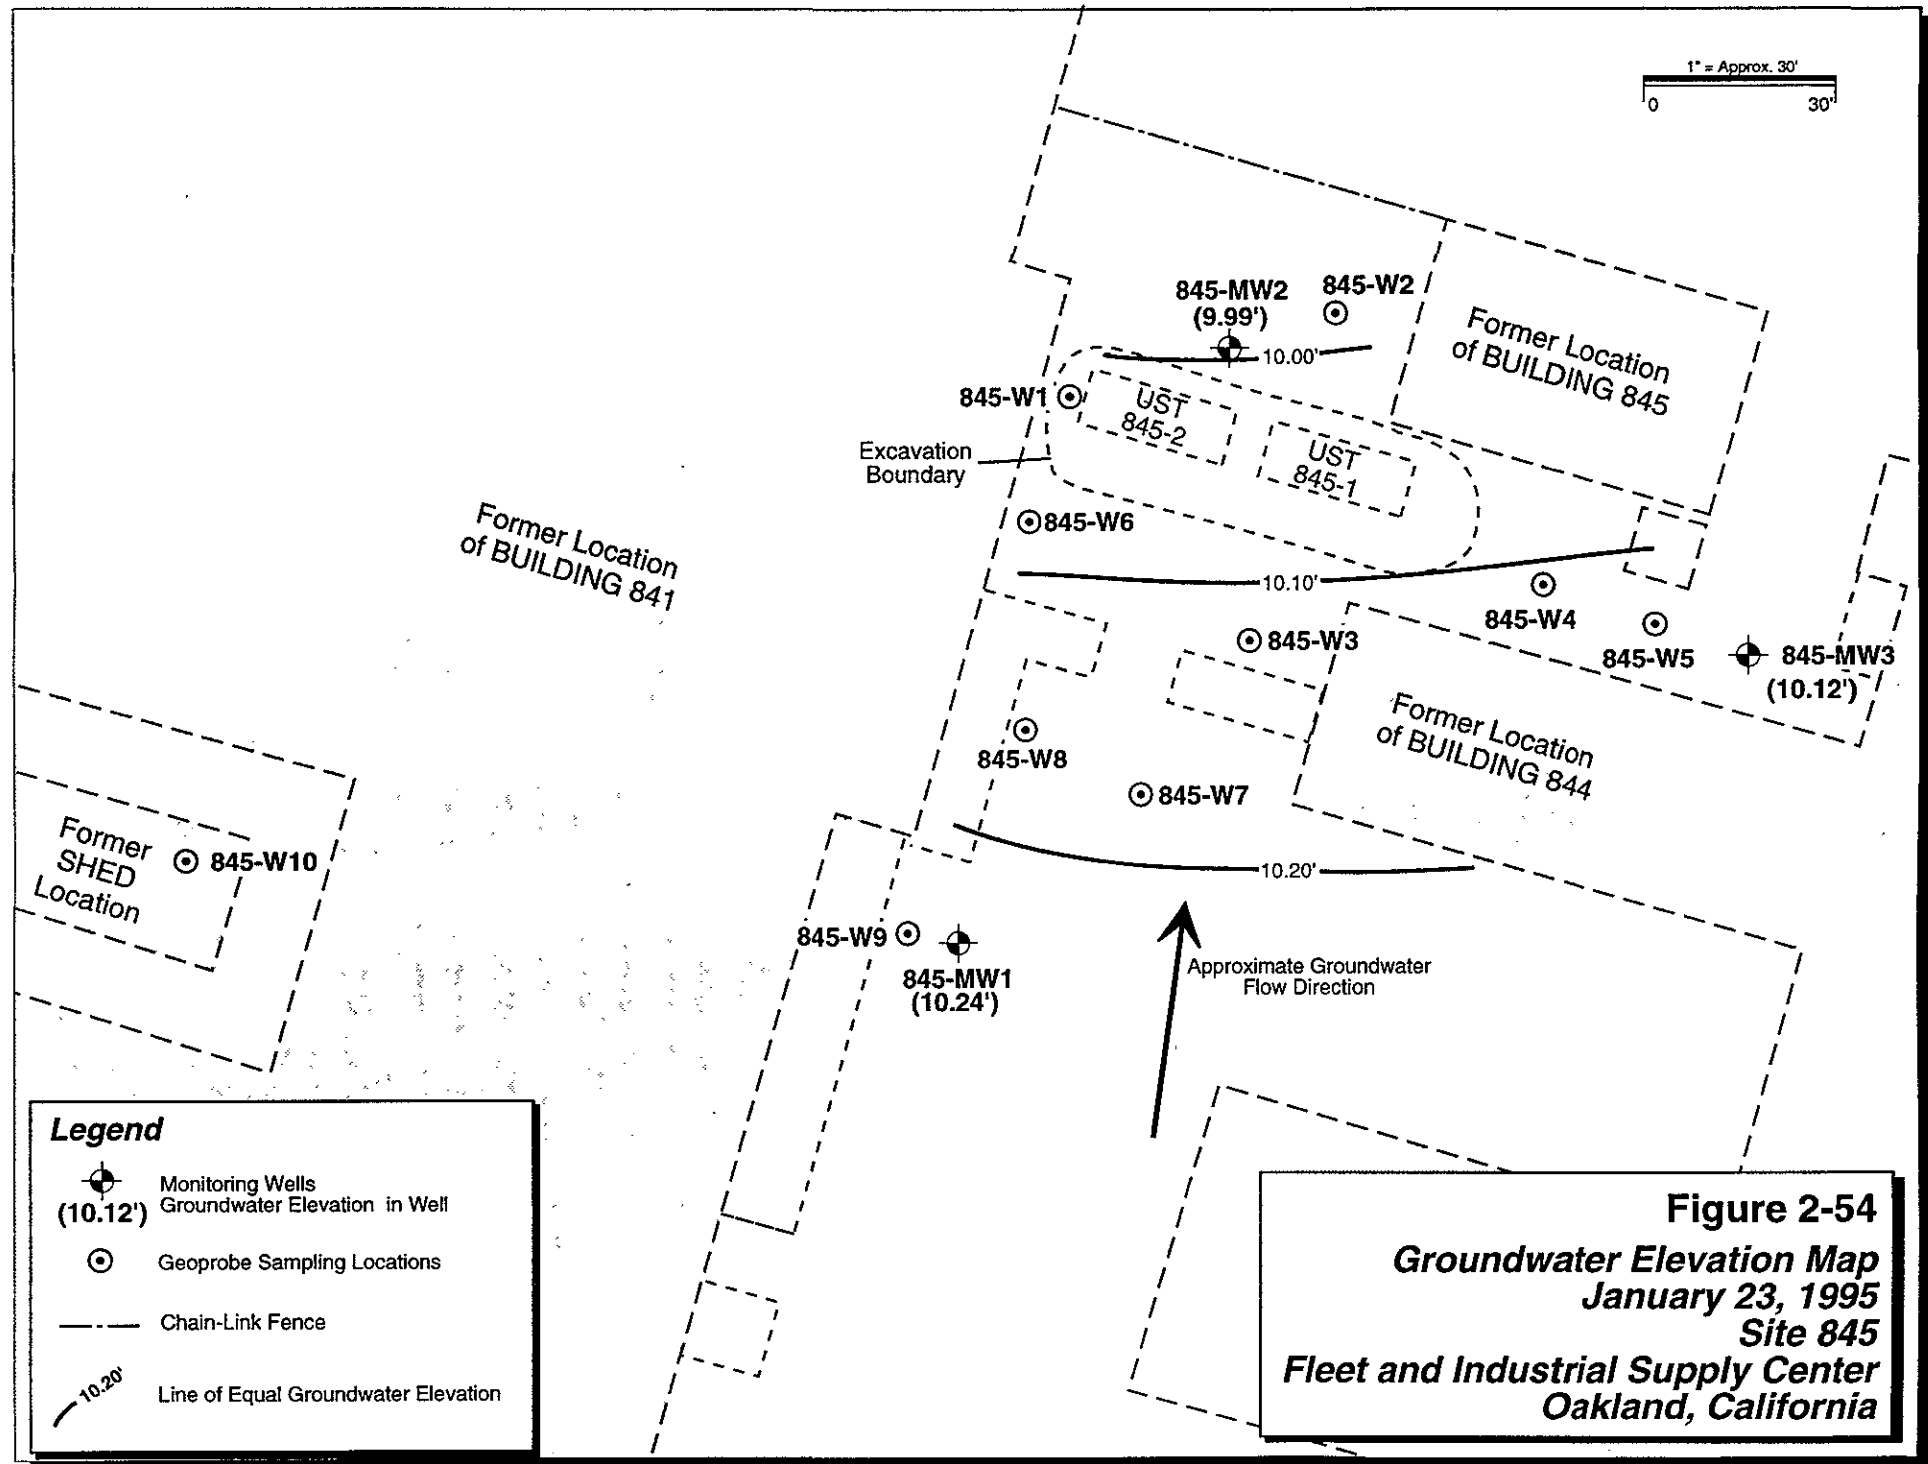 1" = Approx. 30'
0 30'
845-MW2
(9.99')
845-W2
Former Location
of BUILDING 845
10.00'
845-W1
UST
845-2
Excavation
Boundary
UST
845-1
845-W6
Former Location
of BUILDING 841
10.10'
845-W4
845-W3
845-W5
845-MW3
(10.12')
Former Location
of BUILDING 844
845-W8
845-W7
Former
SHED
Location
845-W10
10.20'
845-W9
845-MW1
(10.24')
Approximate Groundwater
Flow Direction
Legend
Monitoring Wells
(10.12') Groundwater Elevation in Well
Geoprobe Sampling Locations
Chain-Link Fence
10.20'
Line of Equal Groundwater Elevation
Figure 2-54
Groundwater Elevation Map
January 23, 1995
Site 845
Fleet and Industrial Supply Center
Oakland, California